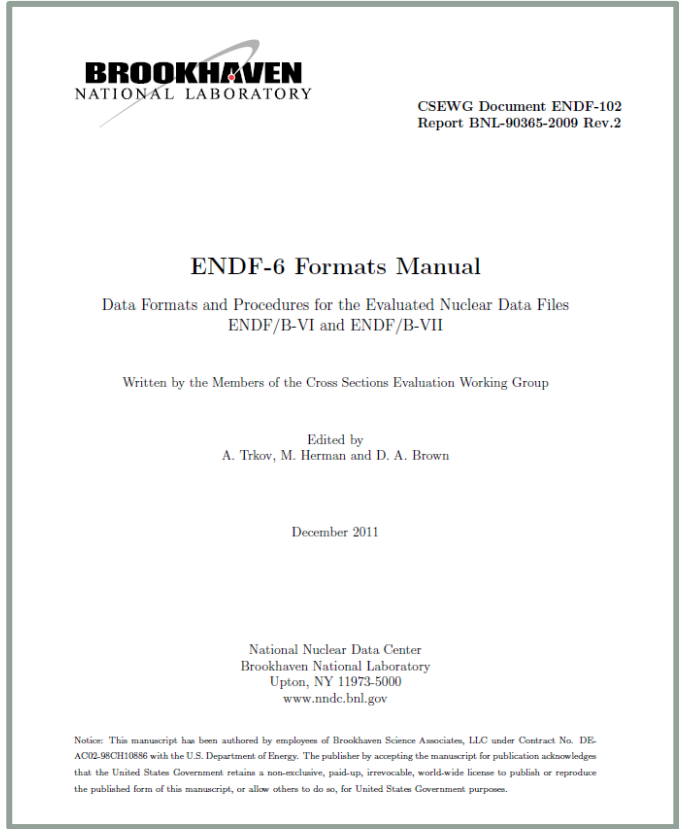 BROOKHAVEN
NATIONAL LABORATORY
CSEWG Document ENDF-102
Report BNL-90365-2009 Rev.2
ENDF-6 Formats Manual
Data Formats and Procedures for the Evaluated Nuclear Data Files
ENDF/B-VI and ENDF/B-VII
Written by the Members of the Cross Sections Evaluation Working Group
Edited by
A. Trkov, M. Herman and D. A. Brown
December 2011
National Nuclear Data Center
Brookhaven National Laboratory
Upton, NY 11973-5000
www.nndc.bnl.gov
Notice: This manuscript has been authored by employees of Brookhaven Science Associates, LLC under Contract No. DE-
AC02-98CH10886 with the U.S. Department of Energy. The publisher by accepting the manuscript for publication acknowledges
that the United States Government retains a non-exclusive, paid-up, irrevocable, world-wide license to publish or reproduce
the published form of this manuscript, or allow others to do so, for United States Government purposes.